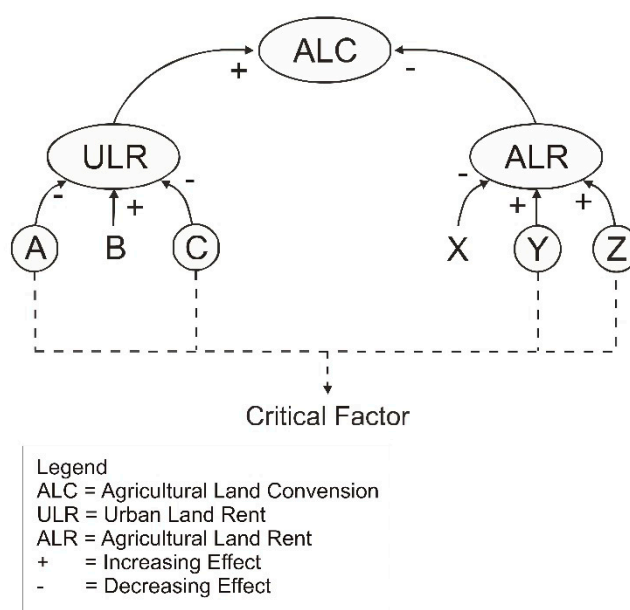 ALC
+ -
ULR ALR
- + - - + +
A B C X Y Z
Critical Factor
Legend
ALC = Agricultural Land Convension
ULR = Urban Land Rent
ALR = Agricultural Land Rent
+ = Increasing Effect
- = Decreasing Effect